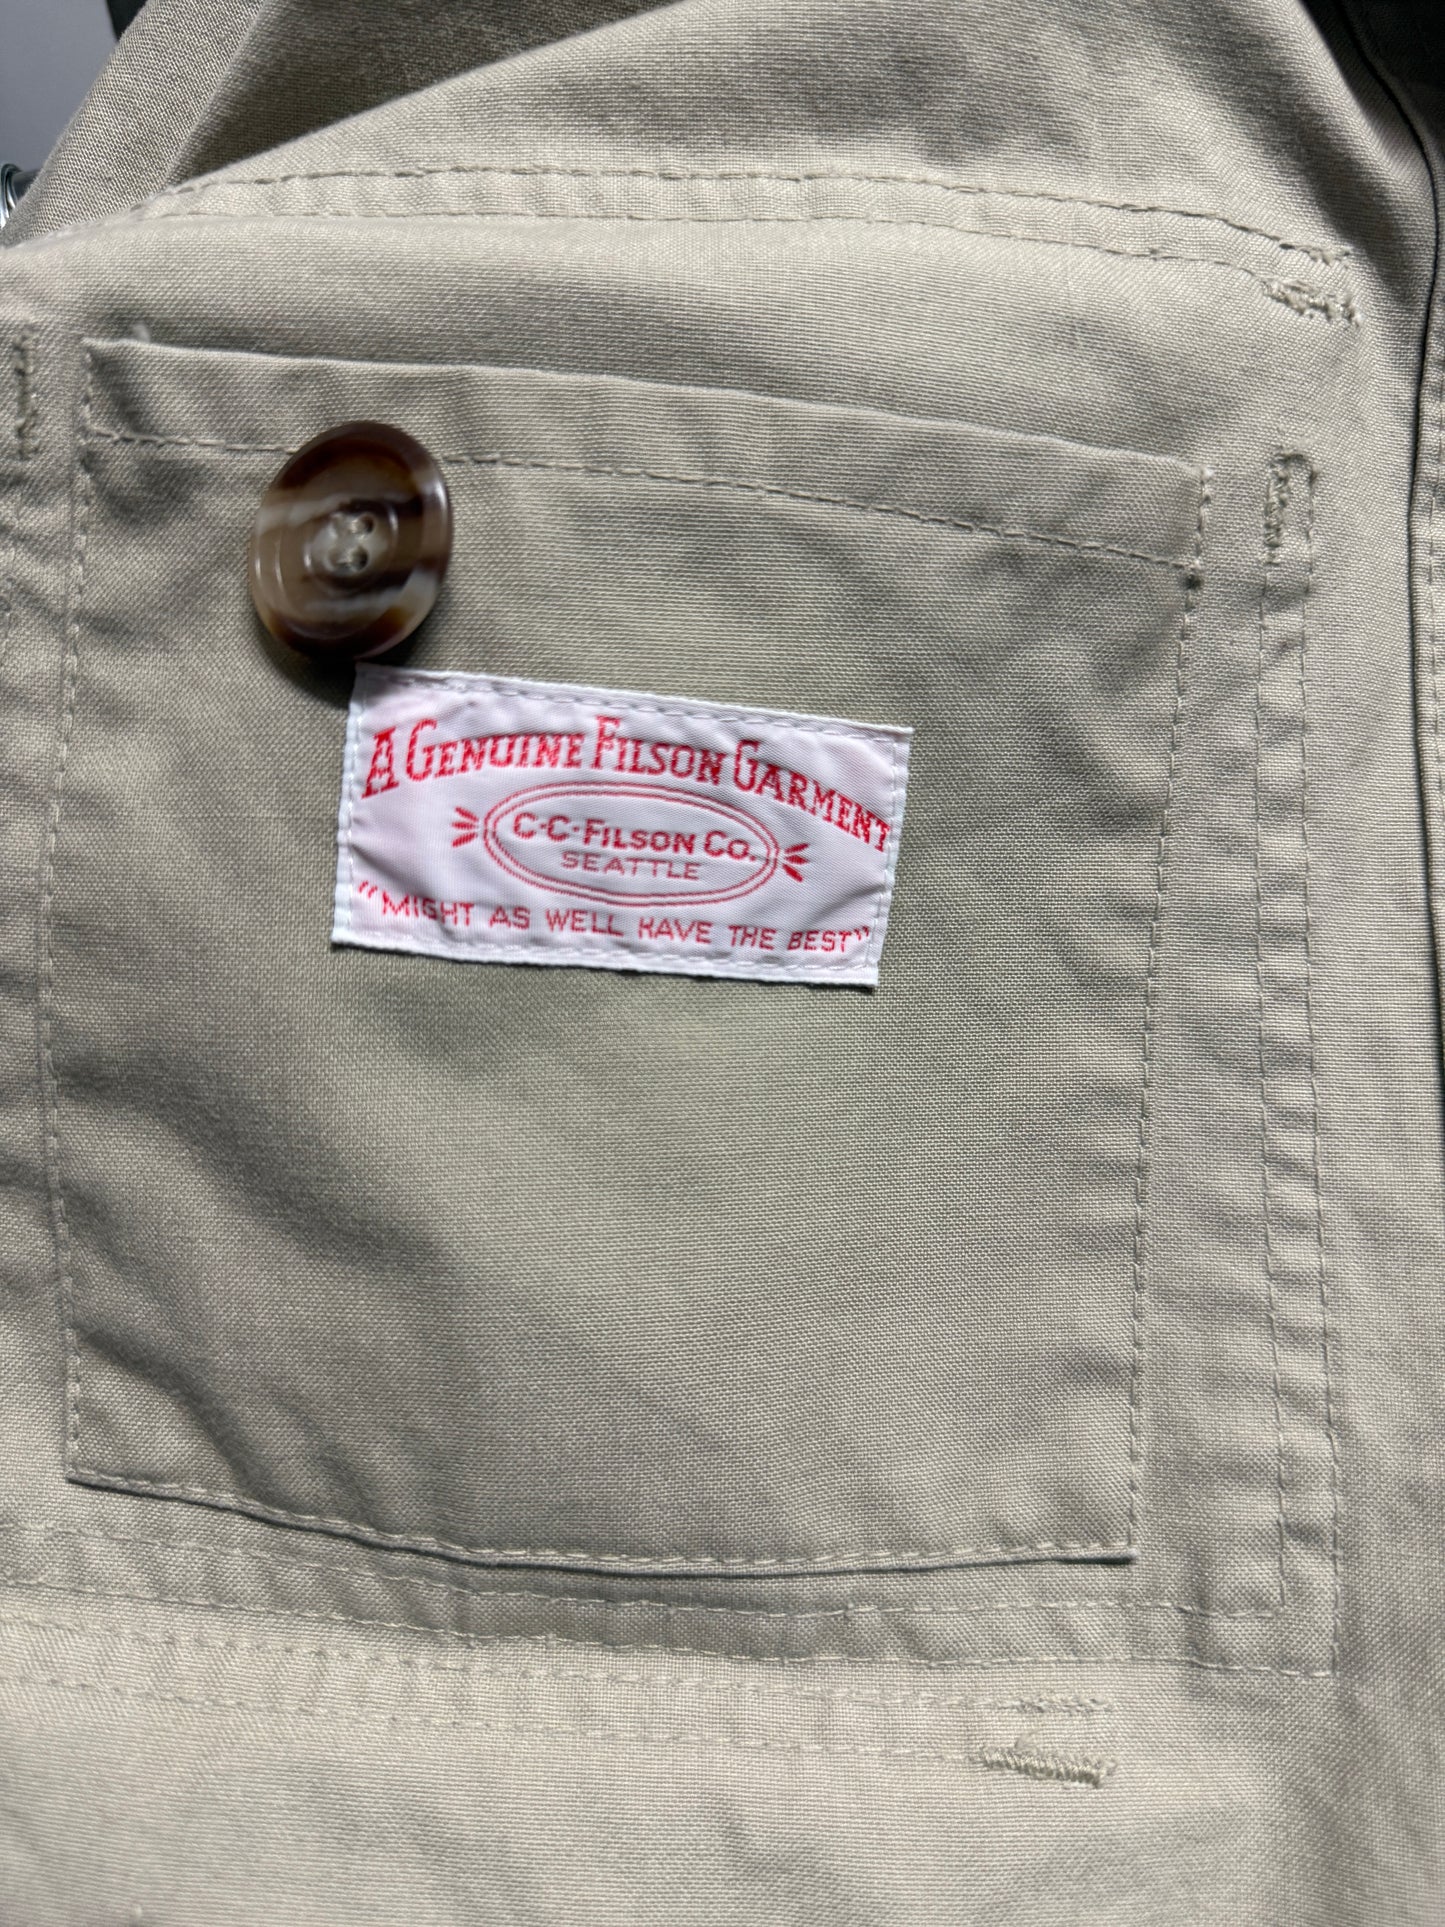 A GENUINE FILSON GARMENT
C-C-FILSON CO.
SEATTLE
"MIGHT AS WELL HAVE THE BEST"